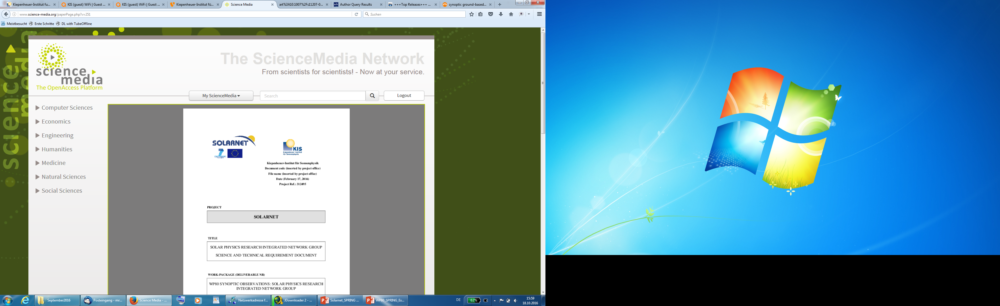 Kiepenheuer-Institut fu...
KIS (guest) WiFi | Guest ...
KIS (guest) WiFi | Guest ...
Kiepenheuer-Institut fü...
Science Media
art%3A10.1007%2Fs11207-0...
Author Query Results
+++Top Releases+++ ...
synoptic ground-based...
www.science-media.org/paperPage.php?v=251
Suchen
Meistbesucht
Erste Schritte
DL with TubeOffline
science media
science media
The OpenAccess Platform
The ScienceMedia Network
From scientists for scientists! - Now at your service.
My ScienceMedia
Search
Logout
Computer Sciences
Economics
Engineering
Humanities
Medicine
Natural Sciences
Social Sciences
SOLARNET
KIS
Kiepenheuer-Institut
für Sonnenphysik
Kiepenheuer-Institut für Sonnenphysik
Document code (inserted by project office)
File name (inserted by project office)
Date (February 17, 2016)
Project Ref.: 312495
PROJECT
SOLARNET
TITLE
SOLAR PHYSICS RESEARCH INTEGRATED NETWORK GROUP
SCIENCE AND TECHNICAL REQUIREMENT DOCUMENT
WORK-PACKAGE (DELIVERABLE NR)
WP80 SYNOPTIC OBSERVATIONS: SOLAR PHYSICS RESEARCH
INTEGRATED NETWORK GROUP
September2016
Posteingang - mr...
Science Media - ...
Netzwerkadresse f...
JDownloader 2 - ...
Solarnet_SPRING ...
WP80_SPRING_Ex...
DE
62%
15:59
18.10.2016